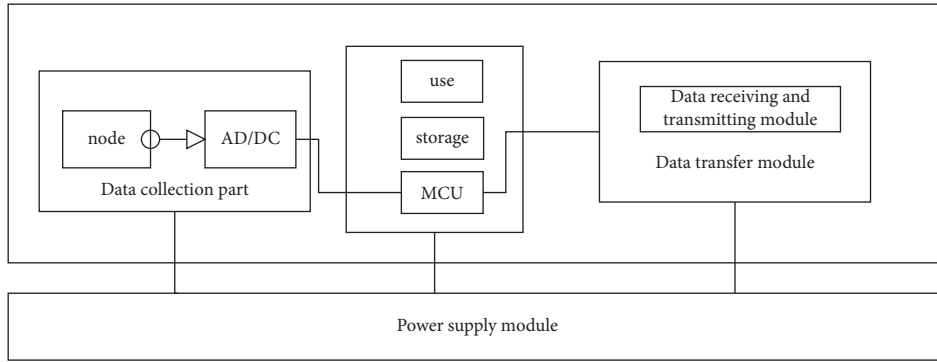 node
AD/DC
Data collection part
use
storage
MCU
Data receiving and
transmitting module
Data transfer module
Power supply module